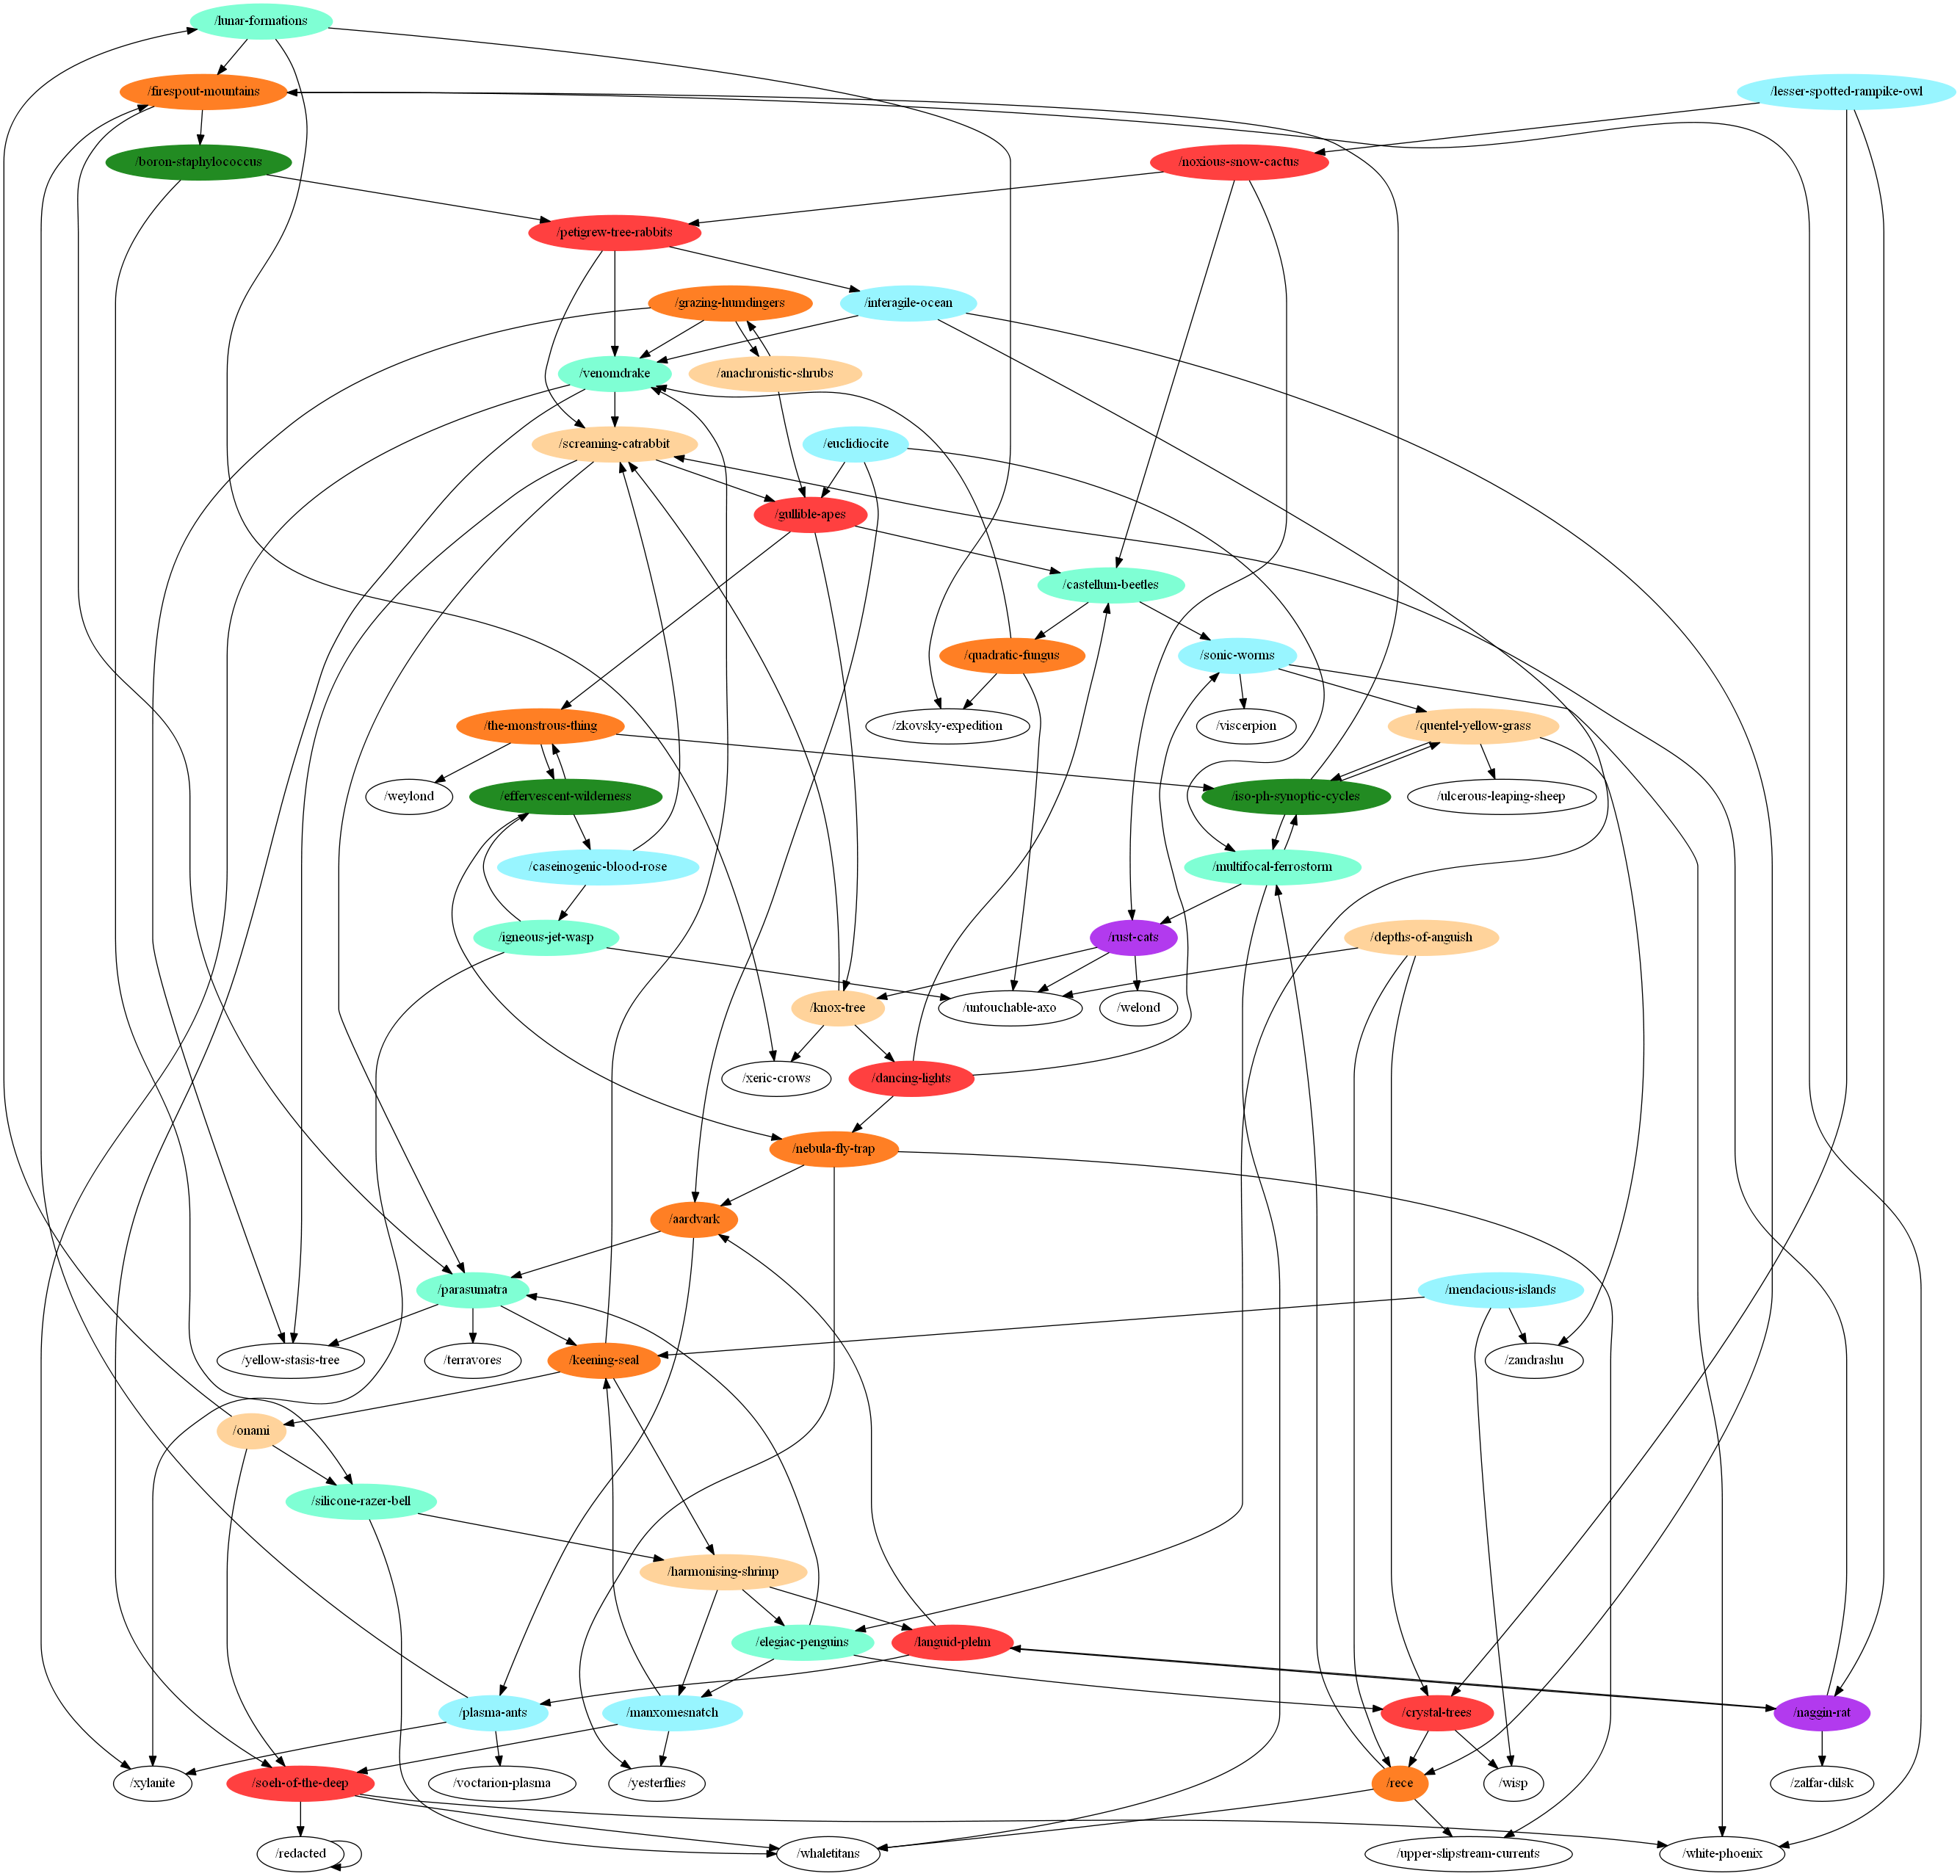 /lunar-formations
/firespout-mountains
/lesser-spotted-rampike-owl
/boron-staphylococcus
/noxious-snow-cactus
/petigrew-tree-rabbits
/grazing-humdingers
/interagile-ocean
/venomdrake
/anachronistic-shrubs
/screaming-catrabbit
/euclidiocite
/gullible-apes
/castellum-beetles
/quadratic-fungus
/sonic-worms
/the-monstrous-thing
/zkovsky-expedition
/viscerpion
/quentel-yellow-grass
/weylond
/effervescent-wilderness
/iso-ph-synoptic-cycles
/ulcerous-leaping-sheep
/caseinogenic-blood-rose
/multifocal-ferrostorm
/igneous-jet-wasp
/rust-cats
/depths-of-anguish
/knox-tree
/untouchable-axo
/welond
/xeric-crows
/dancing-lights
/nebula-fly-trap
/aardvark
/parasumatra
/mendacious-islands
/yellow-stasis-tree
/terravores
/keening-seal
/zandrashu
/onami
/silicone-razer-bell
/harmonising-shrimp
/elegiac-penguins
/languid-plelm
/plasma-ants
/manxomesnatch
/crystal-trees
/naggin-rat
/xylanite
/soeh-of-the-deep
/voctarion-plasma
/yesterflies
/rece
/wisp
/zalfar-dilsk
/redacted
/whaletitans
/upper-slipstream-currents
/white-phoenix